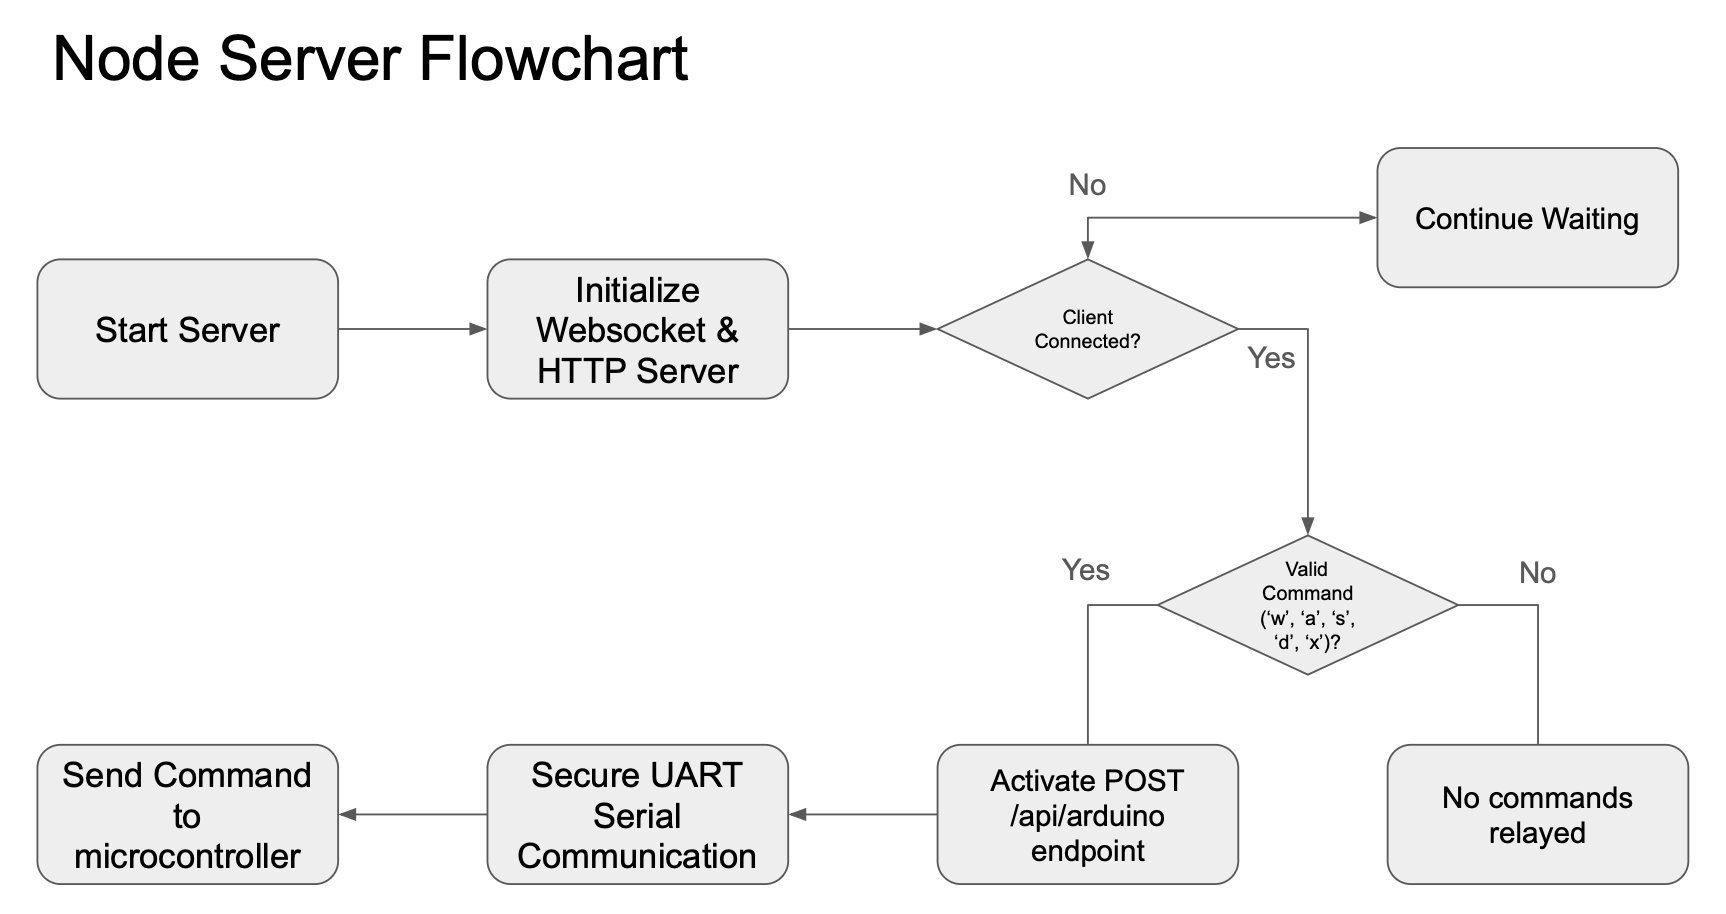 Node Server Flowchart
No
Continue Waiting
Start Server
Initialize
Websocket &
HTTP Server
Client
Connected?
Yes
Valid
Command
(‘w’, ‘a’, ‘s’,
‘d’, ‘x’)?
Yes
No
Send Command
to
microcontroller
Secure UART
Serial
Communication
Activate POST
/api/arduino
endpoint
No commands
relayed